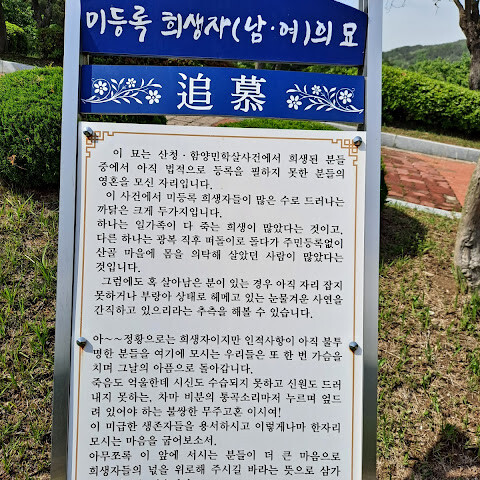 미등록 희생자(남·여)의 묘
追慕
이 묘는 산청·함양민학살사건에서 희생된 분들
중에서 아직 법적으로 등록을 필하지 못한 분들의
영혼을 모신 자리입니다.
이 사건에서 미등록 희생자들이 많은 수로 드러나는
까닭은 크게 두가지입니다.
하나는 일가족이 다 죽는 희생이 많았다는 것이고,
다른 하나는 광복 직후 떠돌이로 돌다가 주민등록없이
산골 마을에 몸을 의탁해 살았던 사람이 많았다는
것입니다.
그럼에도 혹 살아남은 분이 있는 경우 아직 자리 잡지
못하거나 부랑아 상태로 헤메고 있는 눈물겨운 사연을
간직하고 있으리라는 추측을 해볼 수 있습니다.
아~~정황으로는 희생자이지만 인적사항이 아직 불투
명한 분들을 여기에 모시는 우리들은 또 한 번 가슴을
치며 그날의 아픔으로 돌아갑니다.
죽음도 억울한데 시신도 수습되지 못하고 신원도 드러
내지 못하는, 차마 비분의 통곡소리마저 누르며 엎드
려 있어야 하는 불쌍한 무주고혼 이시여!
이 미급한 생존자들을 용서하시고 이렇게나마 한자리
모시는 마음을 굽어보소서.
아무쪼록 이 앞에 서시는 분들이 더 큰 마음으로
희생자들의 넋을 위로해 주시길 바라는 뜻으로 삼가